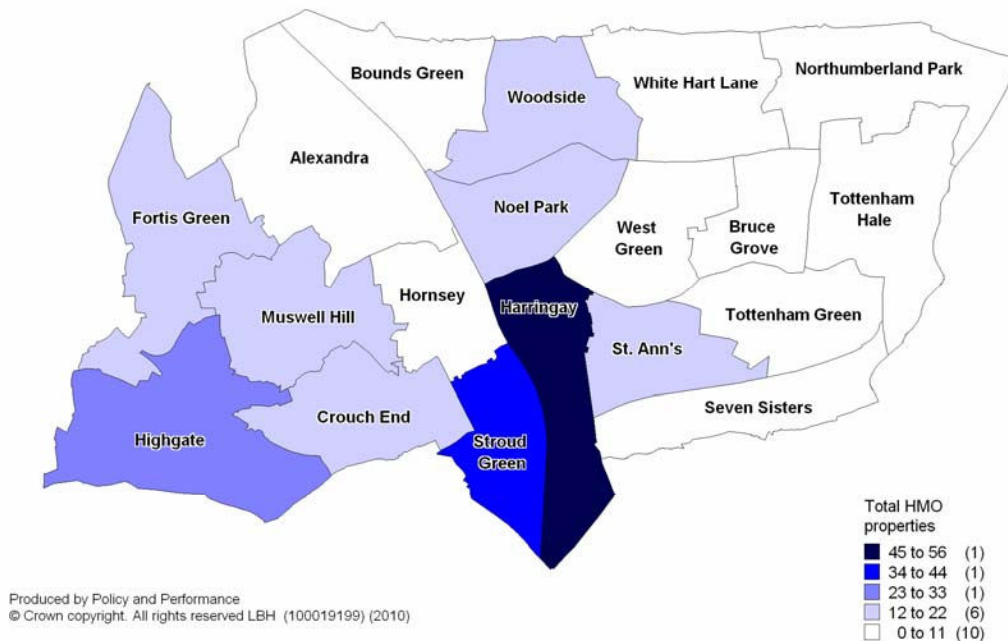 Bounds Green
White Hart Lane
Northumberland Park
Woodside
Alexandra
Fortis Green
Noel Park
West
Green
Bruce
Grove
Tottenham
Hale
Hornsey
Harringay
Muswell Hill
Tottenham Green
St. Ann's
Crouch End
Seven Sisters
Highgate
Stroud
Green
Total HMO
properties
45 to 56 (1)
34 to 44 (1)
23 to 33 (1)
12 to 22 (6)
0 to 11 (10)
Produced by Policy and Performance
© Crown copyright. All rights reserved LBH (100019199) (2010)